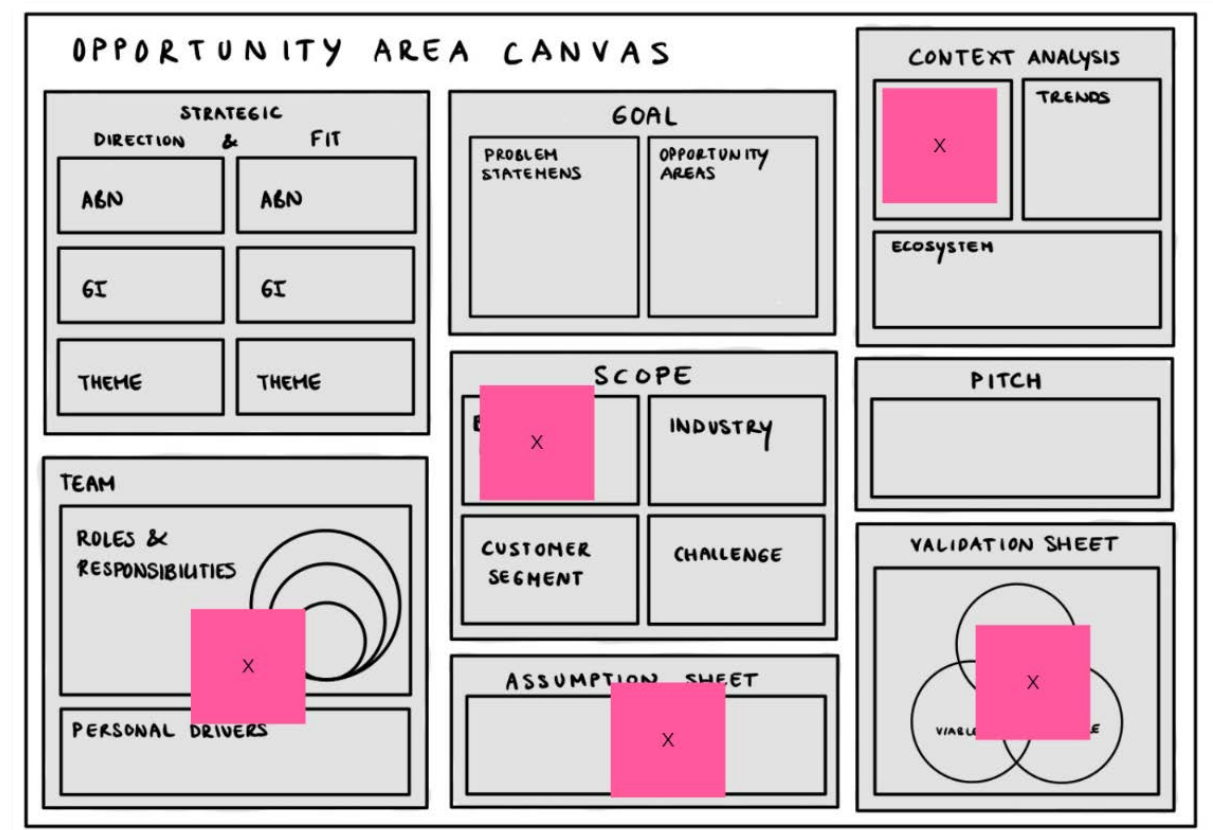 OPPORTUNITY AREA CANVAS
STRATEGIC
DIRECTION & FIT
ABN
ABN
GI
GI
THEME
THEME
TEAM
ROLES &
RESPONSIBILITIES
X
PERSONAL DRIVERS
GOAL
PROBLEM
STATEMENS
OPPORTUNITY
AREAS
SCOPE
X
INDUSTRY
CUSTOMER
SEGMENT
CHALLENGE
ASSUMPTION SHEET
X
CONTEXT ANALYSIS
X
TRENDS
ECOSYSTEM
PITCH
VALIDATION SHEET
X